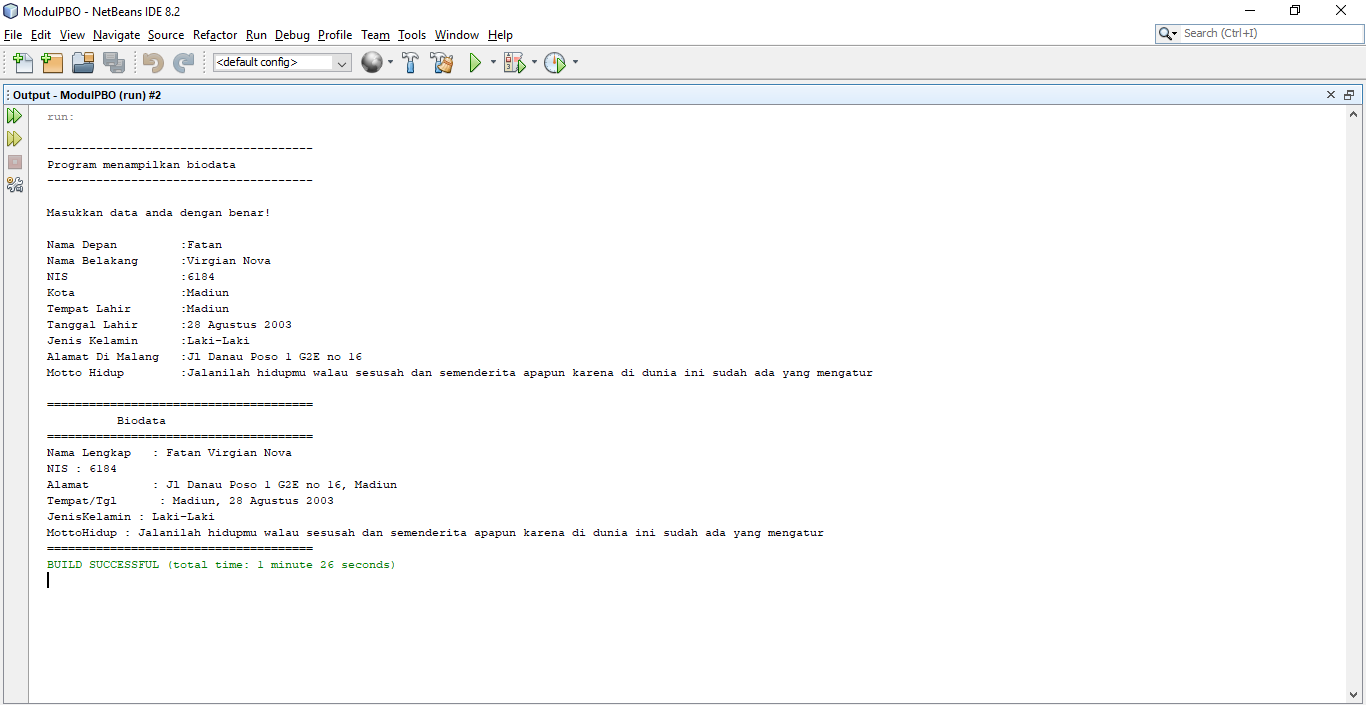 ModulPBO - NetBeans IDE 8.2
File Edit View Navigate Source Refactor Run Debug Profile Team Tools Window Help
Search (Ctrl+I)
<default config>
Output - ModulPBO (run) #2
run:
--------------------------------------
Program menampilkan biodata
--------------------------------------
Masukkan data anda dengan benar!
Nama Depan :Fatan
Nama Belakang :Virgian Nova
NIS :6184
Kota :Madiun
Tempat Lahir :Madiun
Tanggal Lahir :28 Agustus 2003
Jenis Kelamin :Laki-Laki
Alamat Di Malang :Jl Danau Poso 1 G2E no 16
Motto Hidup :Jalanilah hidupmu walau sesusah dan semenderita apapun karena di dunia ini sudah ada yang mengatur
======================================
Biodata
======================================
Nama Lengkap : Fatan Virgian Nova
NIS : 6184
Alamat : Jl Danau Poso 1 G2E no 16, Madiun
Tempat/Tgl : Madiun, 28 Agustus 2003
JenisKelamin : Laki-Laki
MottoHidup : Jalanilah hidupmu walau sesusah dan semenderita apapun karena di dunia ini sudah ada yang mengatur
======================================
BUILD SUCCESSFUL (total time: 1 minute 26 seconds)